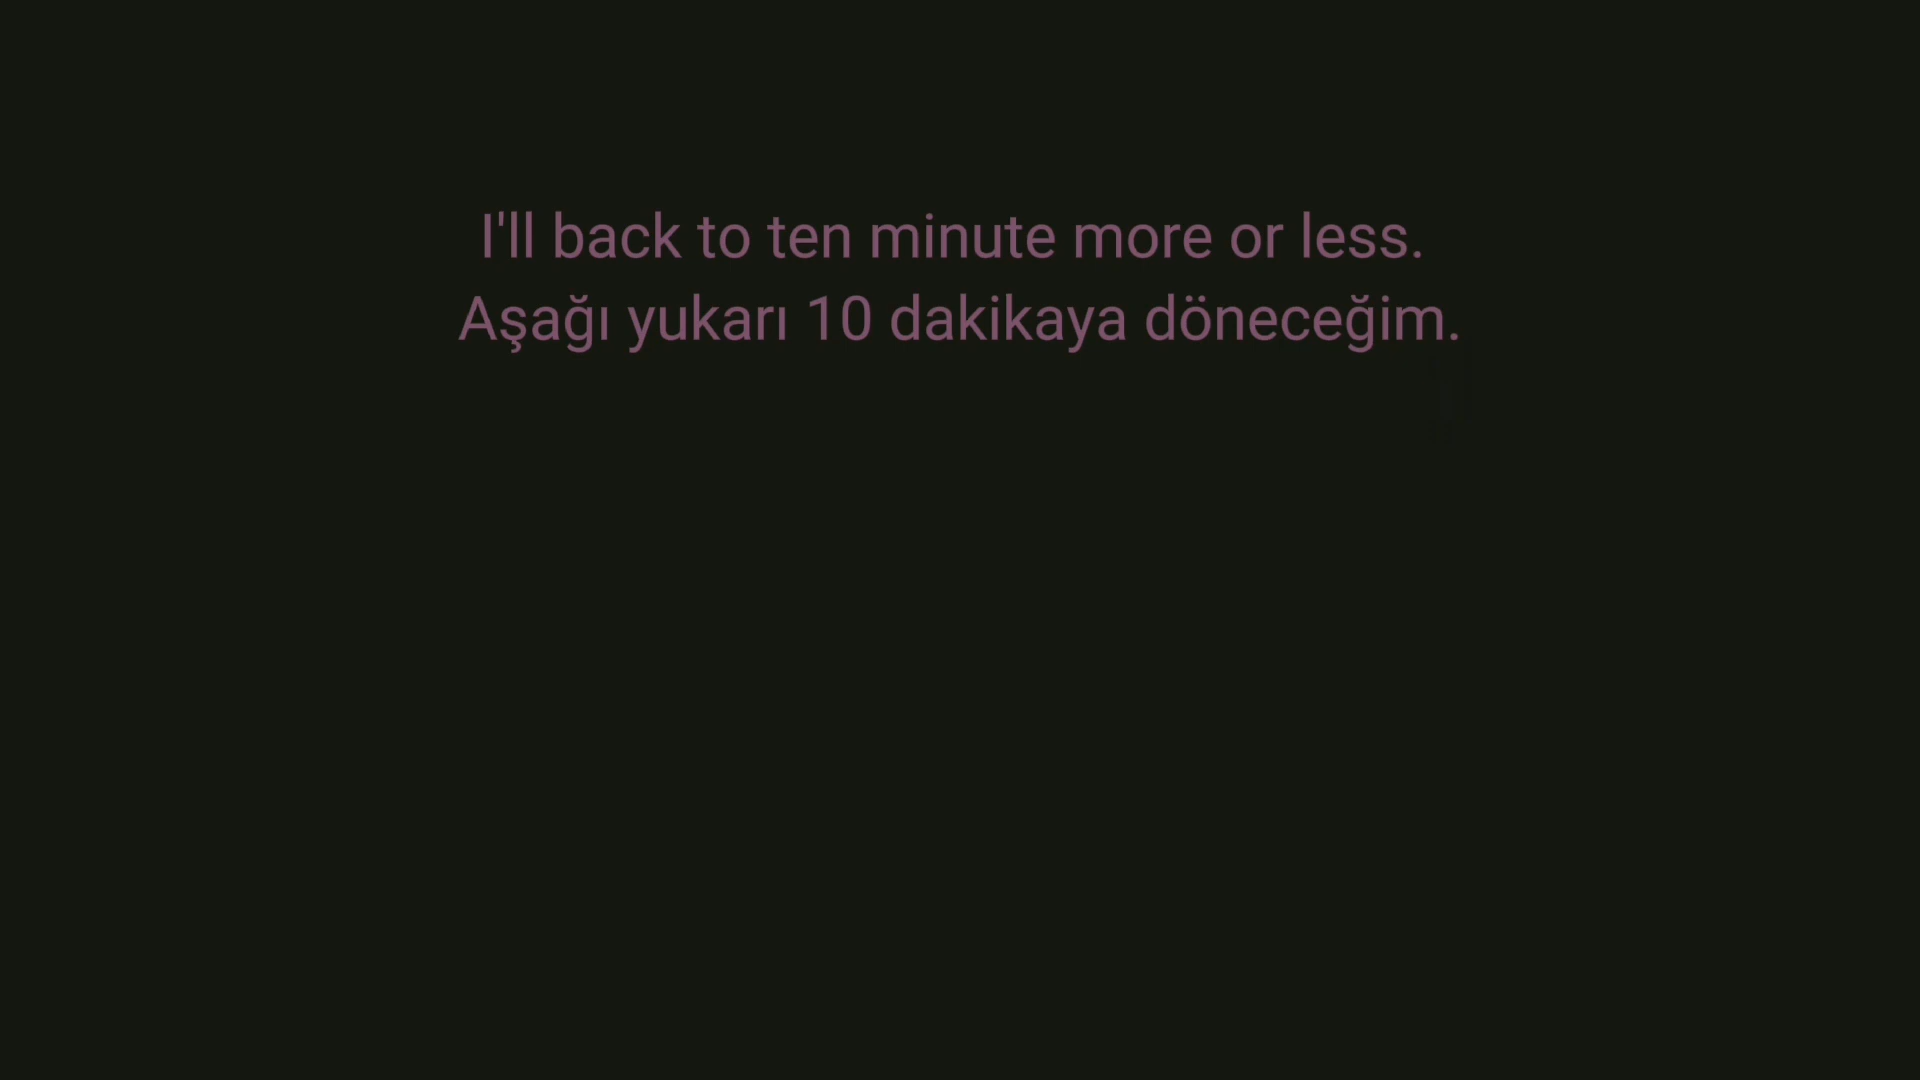 I'll back to ten minute more or less.
Aşağı yukarı 10 dakikaya döneceğim.